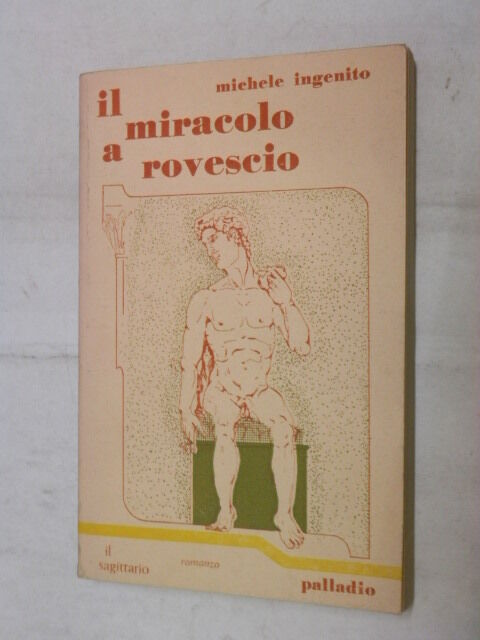 michele ingenito
il
miracolo
a
rovescio
il
sagittario
romanzo
palladio